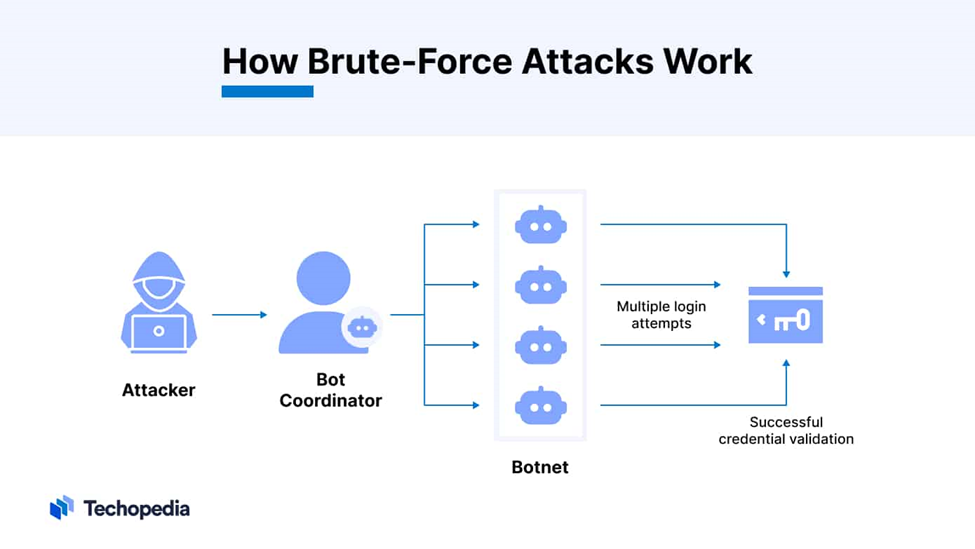 How Brute-Force Attacks Work
Attacker
Bot
Coordinator
Botnet
Multiple login
attempts
Successful
credential validation
Techopedia